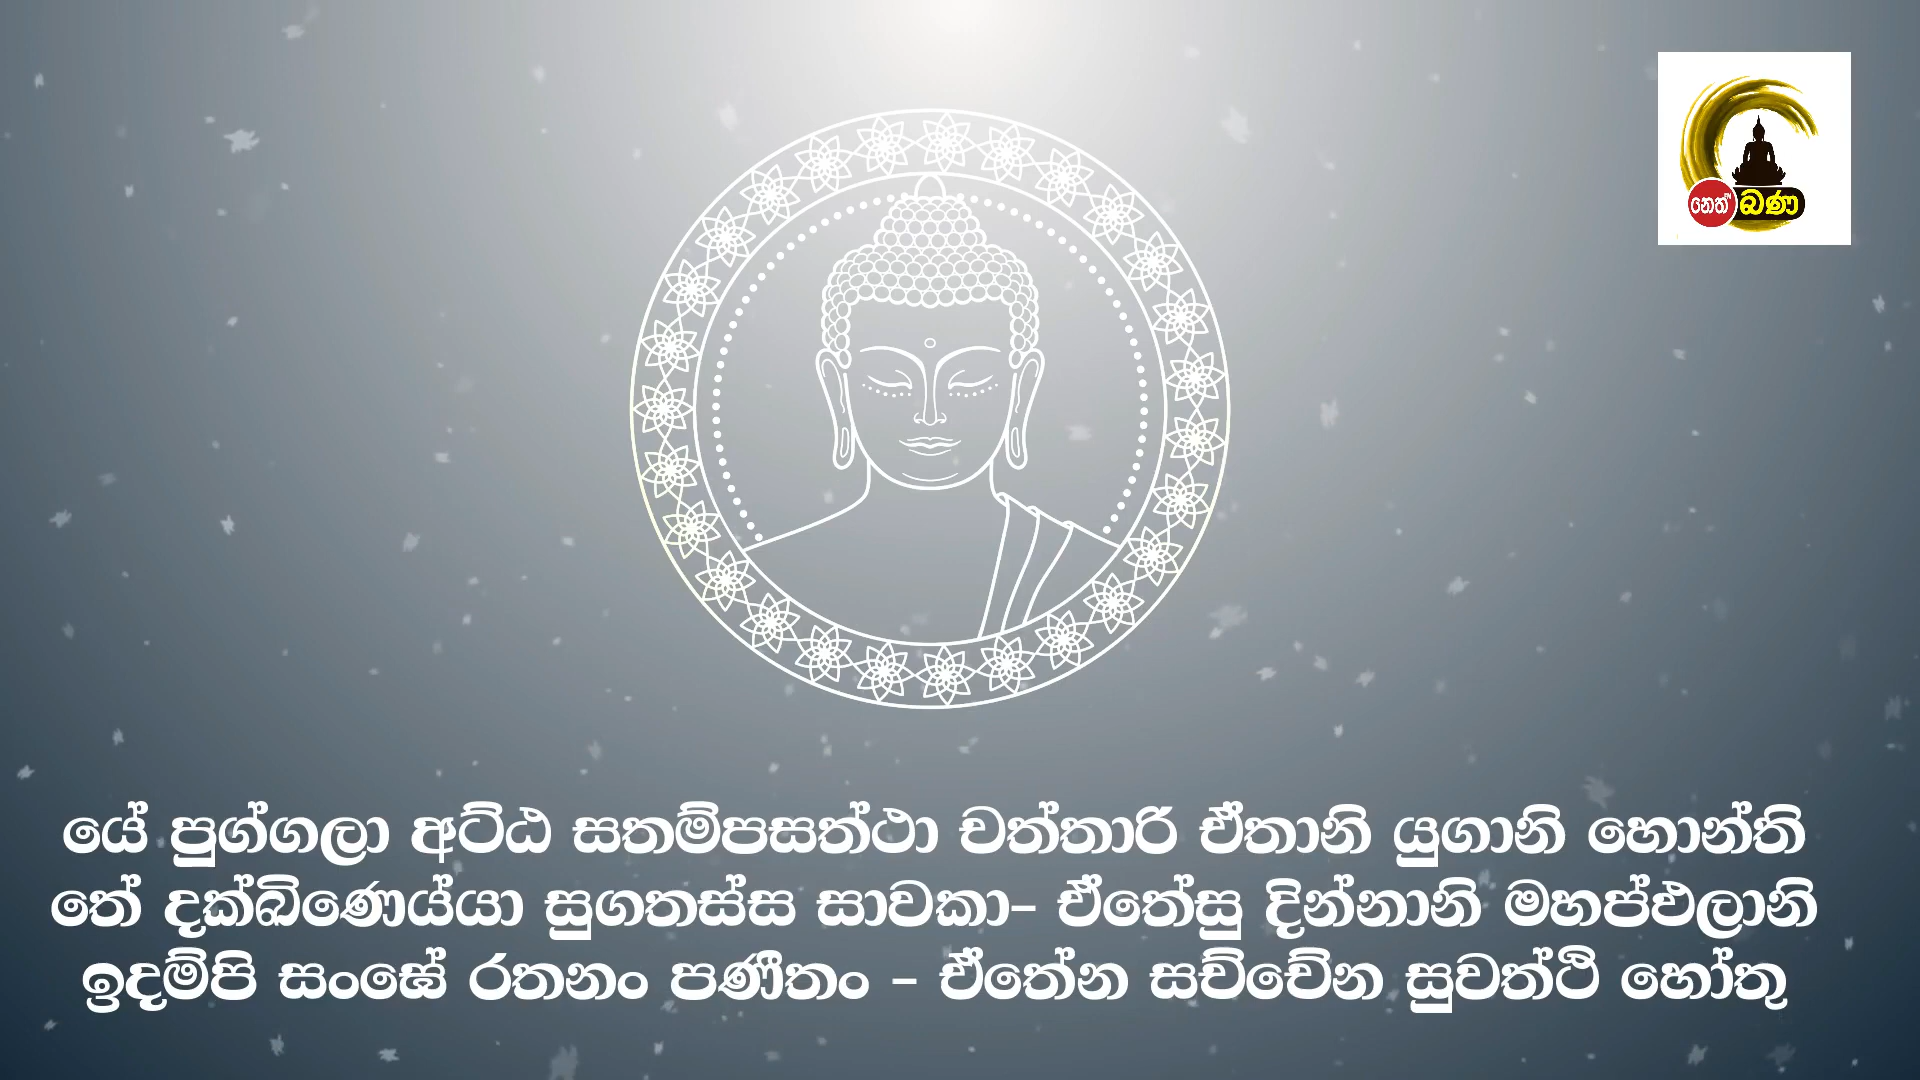 නෙත් බණ
යේ පුග්ගලා අට්ඨ සතම්පසත්ථා චත්තාරි ඒතානි යුගානි හොන්ති
තේ දක්ඛිණෙය්යා සුගතස්ස සාවකා- ඒතේසු දින්නානි මහප්ඵලානි
ඉදම්පි සංඝේ රතනං පණීතං - ඒතේන සච්චේන සුවත්ථි හෝතු